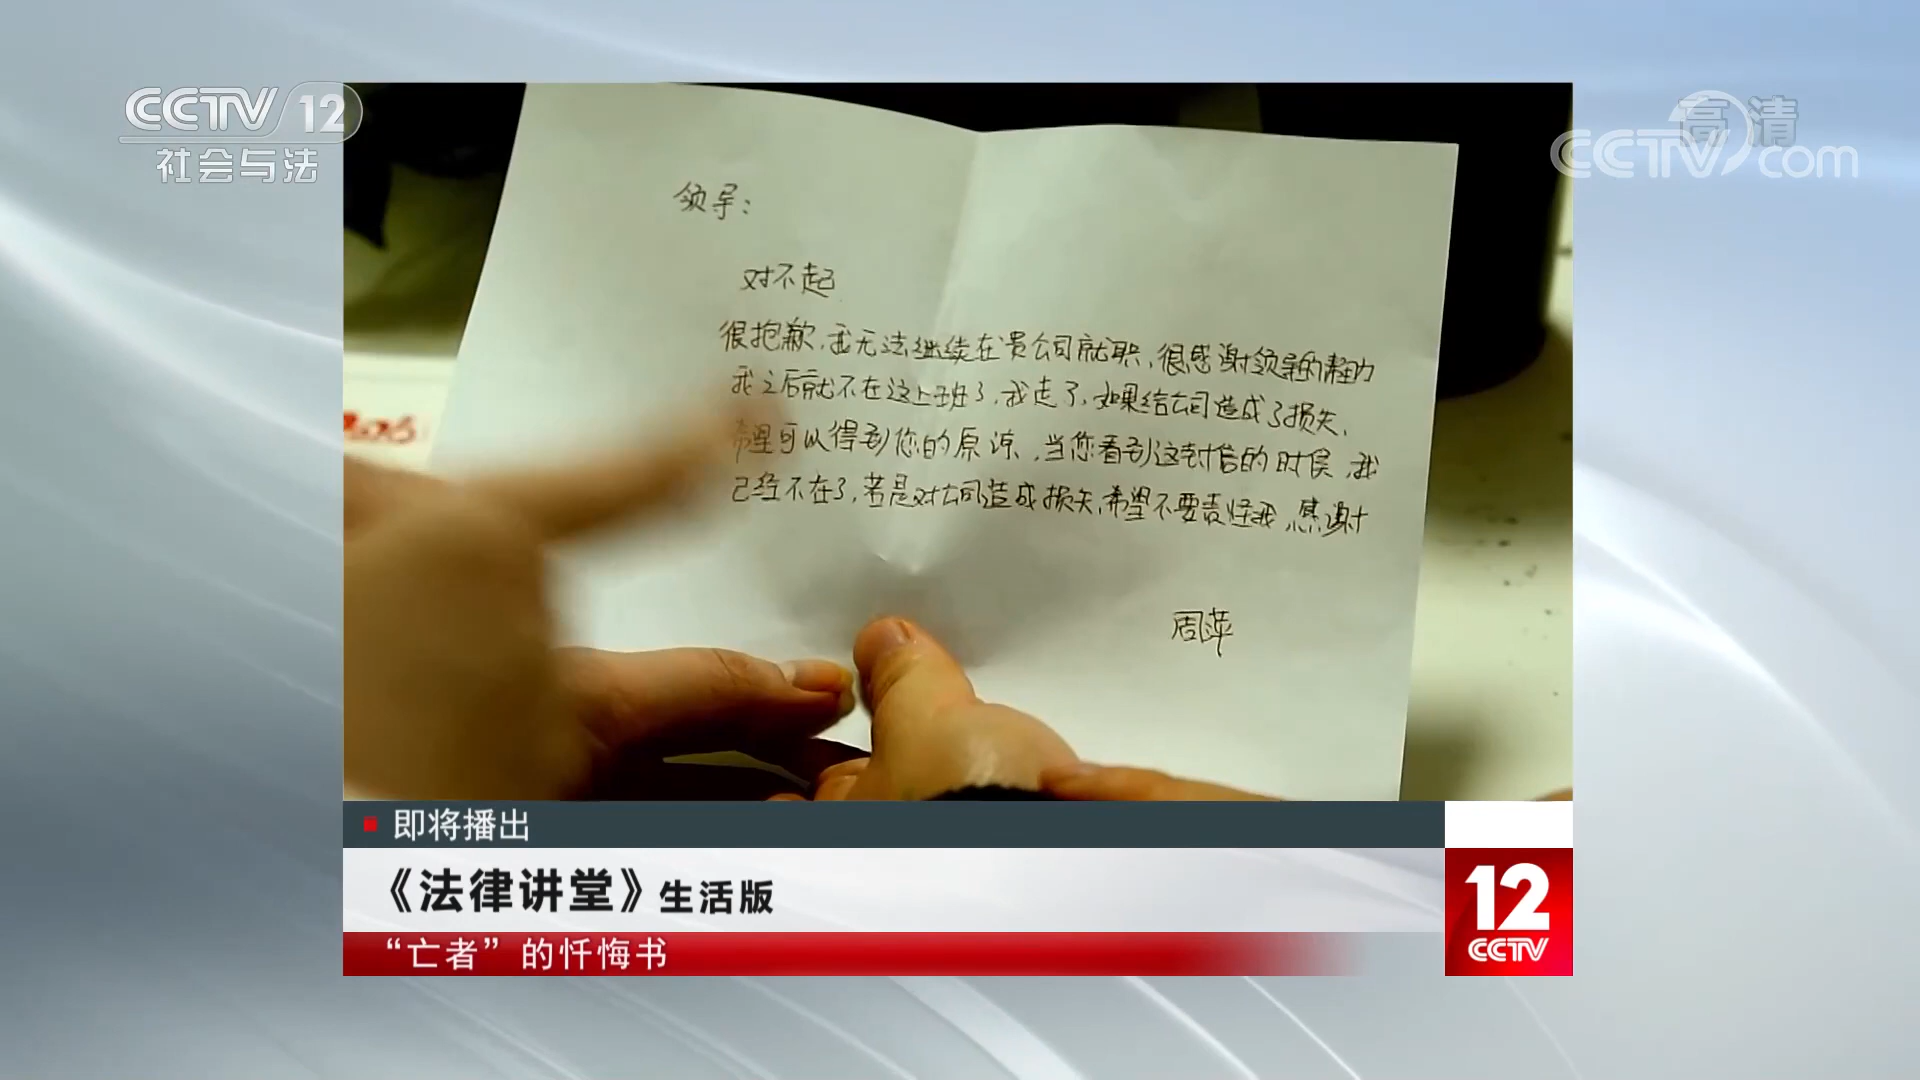 CCTV 12
社会与法
高清
CCTV.com
领导：
对不起
很抱歉，我无法继续在贵公司就职，很感谢领导的帮助
我之后就不在这上班了，我走了，如果给公司造成了损失，
希望可以得到您的原谅，当您看到这封信的时候，我
已经不在了，若是对公司造成损失，希望不要责怪我，感谢
周萍
即将播出
《法律讲堂》生活版
“亡者”的忏悔书
12
CCTV